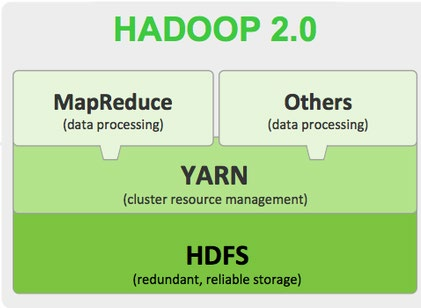 HADOOP 2.0
MapReduce
(data processing)
Others
(data processing)
YARN
(cluster resource management)
HDFS
(redundant, reliable storage)